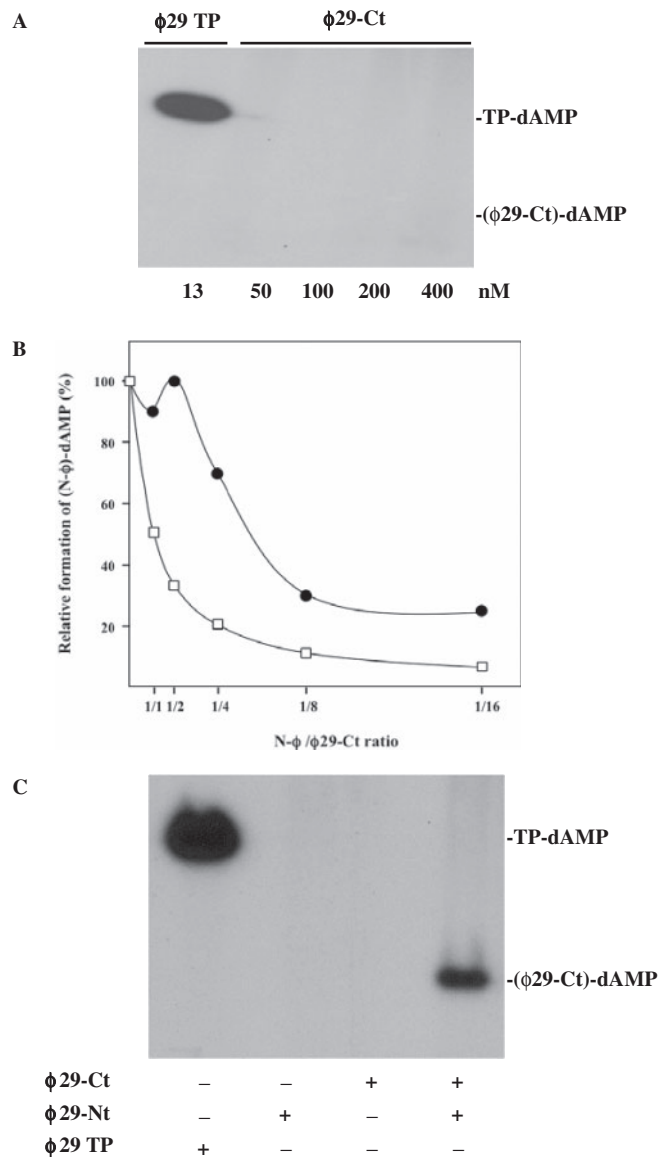 A
ϕ29 TP ϕ29-Ct
-TP-dAMP
-(ϕ29-Ct)-dAMP
13 50 100 200 400 nM
B
Relative formation of (N-ϕ)-dAMP (%)
100
80
60
40
20
1/1 1/2 1/4 1/8 1/16
N-ϕ /ϕ29-Ct ratio
C
-TP-dAMP
-(ϕ29-Ct)-dAMP
ϕ29-Ct – – + +
ϕ29-Nt – + – +
ϕ29 TP + – – –